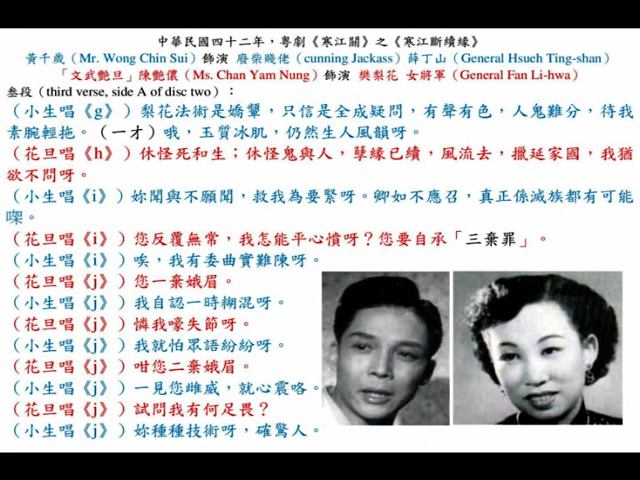 中華民國四十二年，粵劇《寒江關》之《寒江斷續緣》
黃千歲（Mr. Wong Chin Sui）飾演 廢柴賤佬（cunning Jackass）薛丁山（General Hsueh Ting-shan）
「文武艷旦」陳艷儂（Ms. Chan Yam Nung）飾演 樊梨花 女將軍（General Fan Li-hwa）
叁段（third verse, side A of disc two）：
（小生唱《g》）梨花法術是嬌顰，只信是全成疑問，有聲有色，人鬼難分，待我
素腕輕拖。（一才）哦，玉質冰肌，仍然生人風韻呀。
（花旦唱《h》）休怪死和生；休怪鬼與人，孽緣已續，風流去，獵延家國，我猶
欲不問呀。
（小生唱《i》）妳聞與不願聞，救我為要緊呀。卿如不應召，真正係滅族都有可能
㗎。
（花旦唱《i》）您反覆無常，我怎能平心憤呀？您要自承「三棄罪」。
（小生唱《i》）唉，我有委曲實難陳呀。
（花旦唱《j》）您一棄娥眉。
（小生唱《j》）我自認一時糊混呀。
（花旦唱《j》）憐我嚎失節呀。
（小生唱《j》）我就怕累語紛紛呀。
（花旦唱《j》）咁您二棄娥眉。
（小生唱《j》）一見您雌威，就心震咯。
（花旦唱《j》）試問我有何足畏？
（小生唱《j》）妳種種技術呀，確驚人。